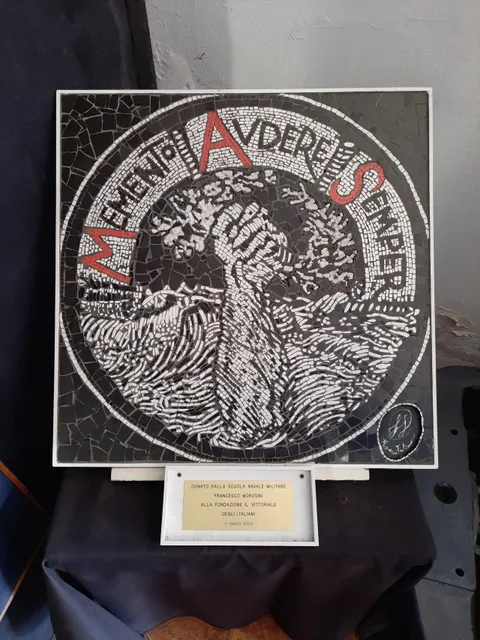 MEMENTO AVDERE SEMPER
DONATO DALLA SCUOLA NAVALE MILITARE
FRANCESCO MOROSINI
ALLA FONDAZIONE IL VITTORIALE
DEGLI ITALIANI